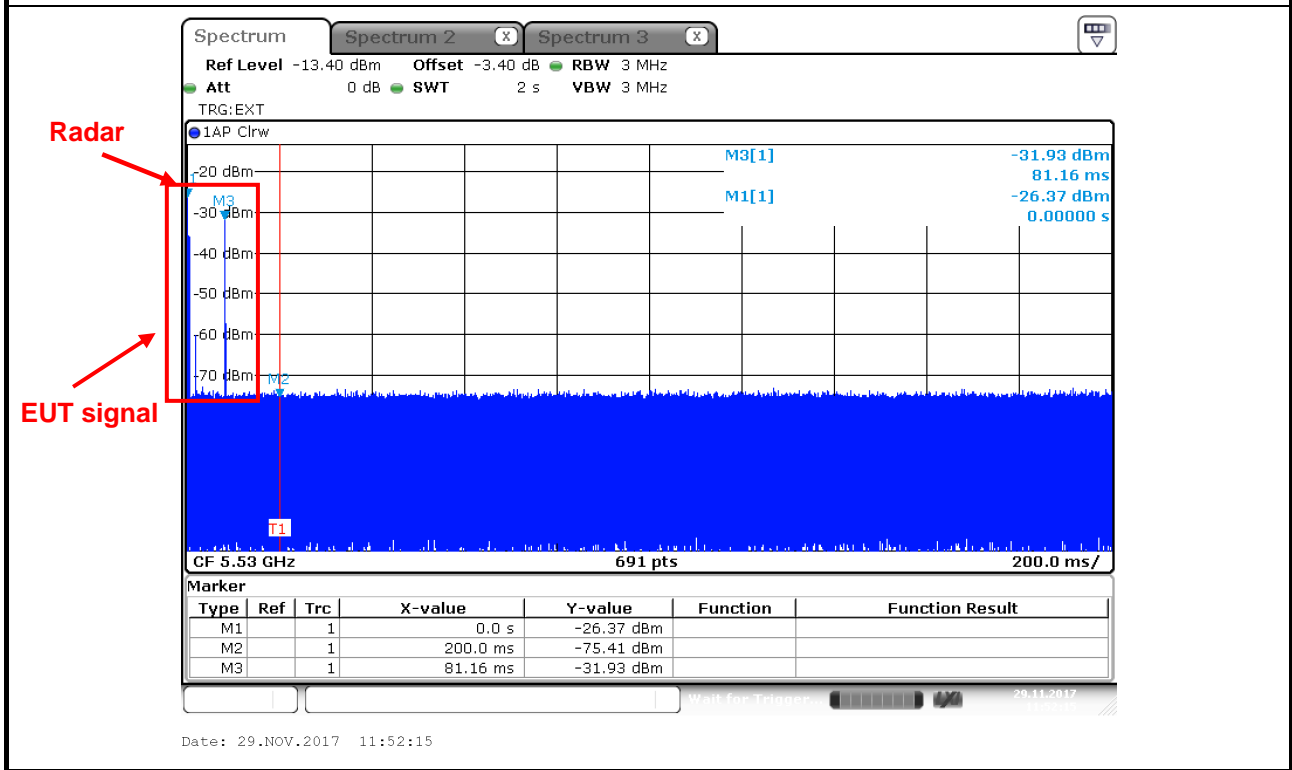 Spectrum Spectrum 2 X Spectrum 3 X
Ref Level -13.40 dBm Offset -3.40 dB RBW 3 MHz
Att 0 dB SWT 2 s VBW 3 MHz
TRG:EXT
1AP Clrw
Radar
M3[1] -31.93 dBm
81.16 ms
M1[1] -26.37 dBm
0.00000 s
-20 dBm
M3
-30 dBm
-40 dBm
-50 dBm
-60 dBm
-70 dBm
M2
EUT signal
T1
CF 5.53 GHz 691 pts 200.0 ms/
Marker
Type Ref Trc X-value Y-value Function Function Result
M1 1 0.0 s -26.37 dBm
M2 1 200.0 ms -75.41 dBm
M3 1 81.16 ms -31.93 dBm
Wait for Trigger... 29.11.2017
Date: 29.NOV.2017 11:52:15